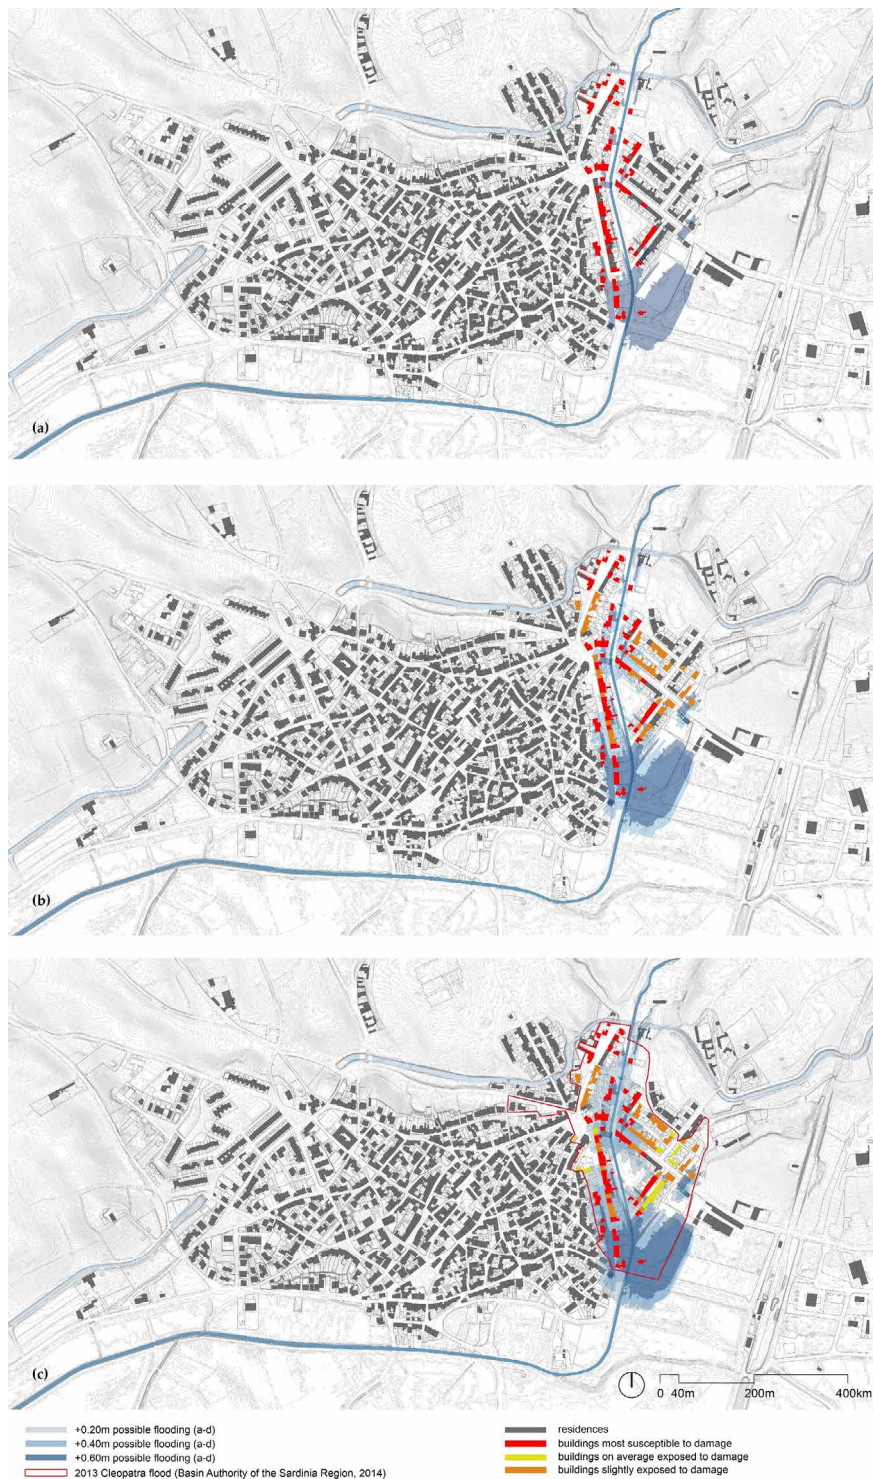 (a)
(b)
(c)
0 40m 200m 400km
+0.20m possible flooding (a-d)
+0.40m possible flooding (a-d)
+0.60m possible flooding (a-d)
2013 Cleopatra flood (Basin Authority of the Sardinia Region, 2014)
residences
buildings most susceptible to damage
buildings on average exposed to damage
buildings slightly exposed to damage